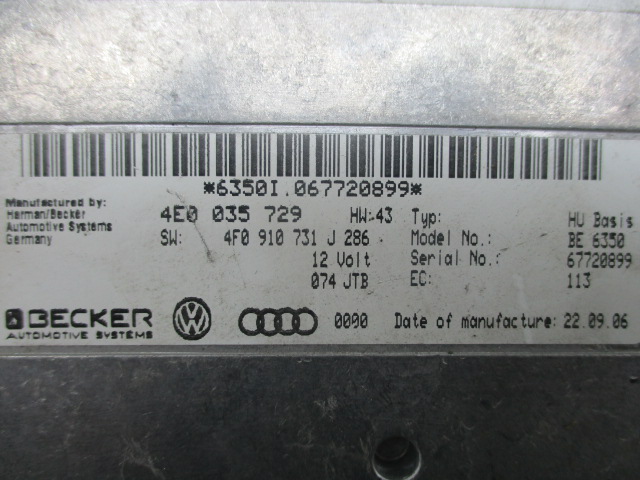 *6350I.067720899*
Manufactured by:
Harman/Becker
Automotive Systems
Germany
4E0 035 729 HW:43
SW: 4F0 910 731 J 286
12 Volt
074 JTB
Typ: HU Basis
Model No.: BE 6350
Serial No.: 67720899
EC: 113
BECKER
AUTOMOTIVE SYSTEMS
VW
0090 Date of manufacture: 22.09.06